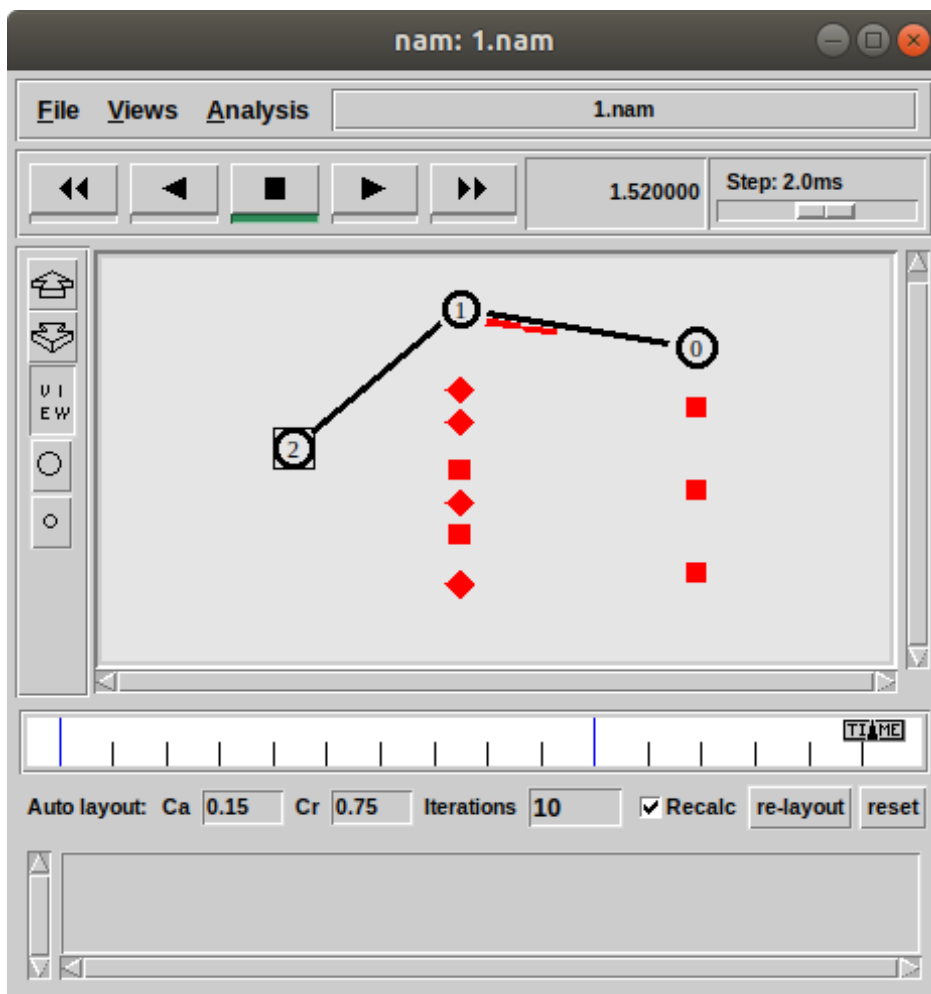 nam: 1.nam
File Views Analysis 1.nam
1.520000 Step: 2.0ms
1
0
V I
E W
2
TIME
Auto layout: Ca 0.15 Cr 0.75 Iterations 10 Recalc re-layout reset